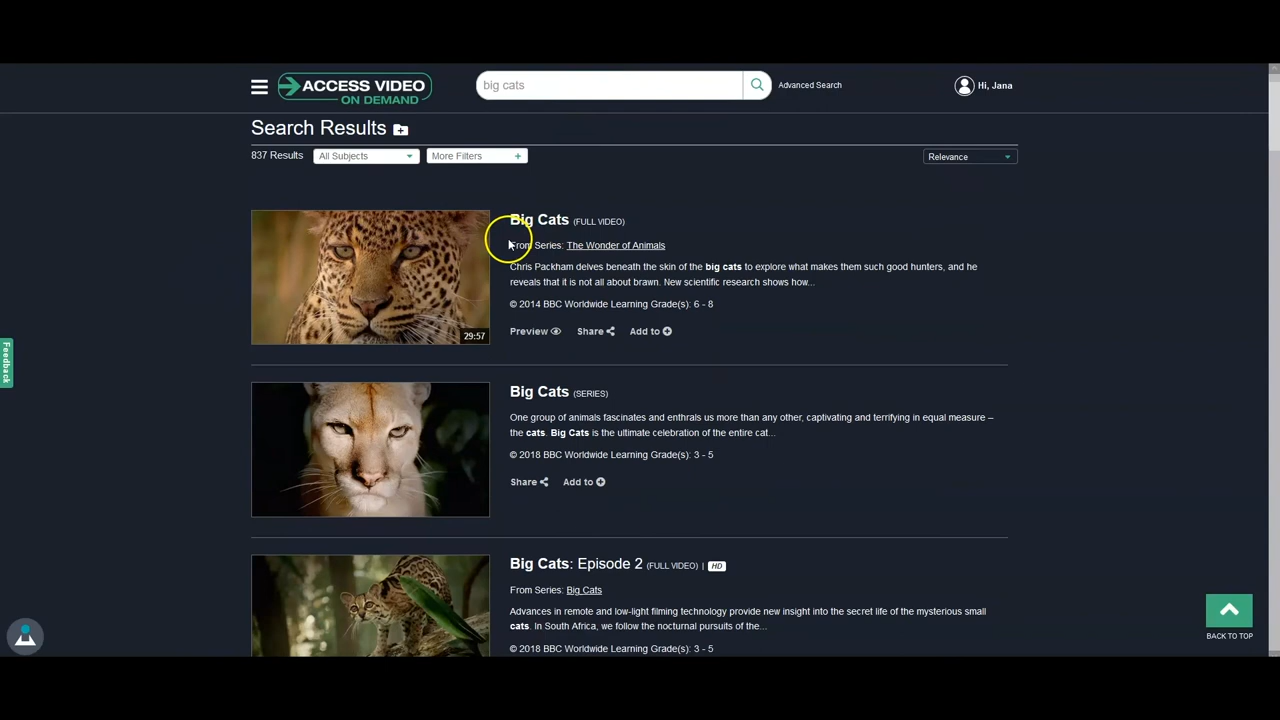 ACCESS VIDEO
ON DEMAND
big cats
Advanced Search
Hi, Jana
Search Results
837 Results
All Subjects
More Filters +
Relevance
Big Cats (FULL VIDEO)
From Series: The Wonder of Animals
Chris Packham delves beneath the skin of the big cats to explore what makes them such good hunters, and he
reveals that it is not all about brawn. New scientific research shows how...
© 2014 BBC Worldwide Learning Grade(s): 6 - 8
29:57
Preview Share Add to
Feedback
Big Cats (SERIES)
One group of animals fascinates and enthrals us more than any other, captivating and terrifying in equal measure –
the cats. Big Cats is the ultimate celebration of the entire cat...
© 2018 BBC Worldwide Learning Grade(s): 3 - 5
Share Add to
Big Cats: Episode 2 (FULL VIDEO) | HD
From Series: Big Cats
Advances in remote and low-light filming technology provide new insight into the secret life of the mysterious small
cats. In South Africa, we follow the nocturnal pursuits of the...
© 2018 BBC Worldwide Learning Grade(s): 3 - 5
BACK TO TOP